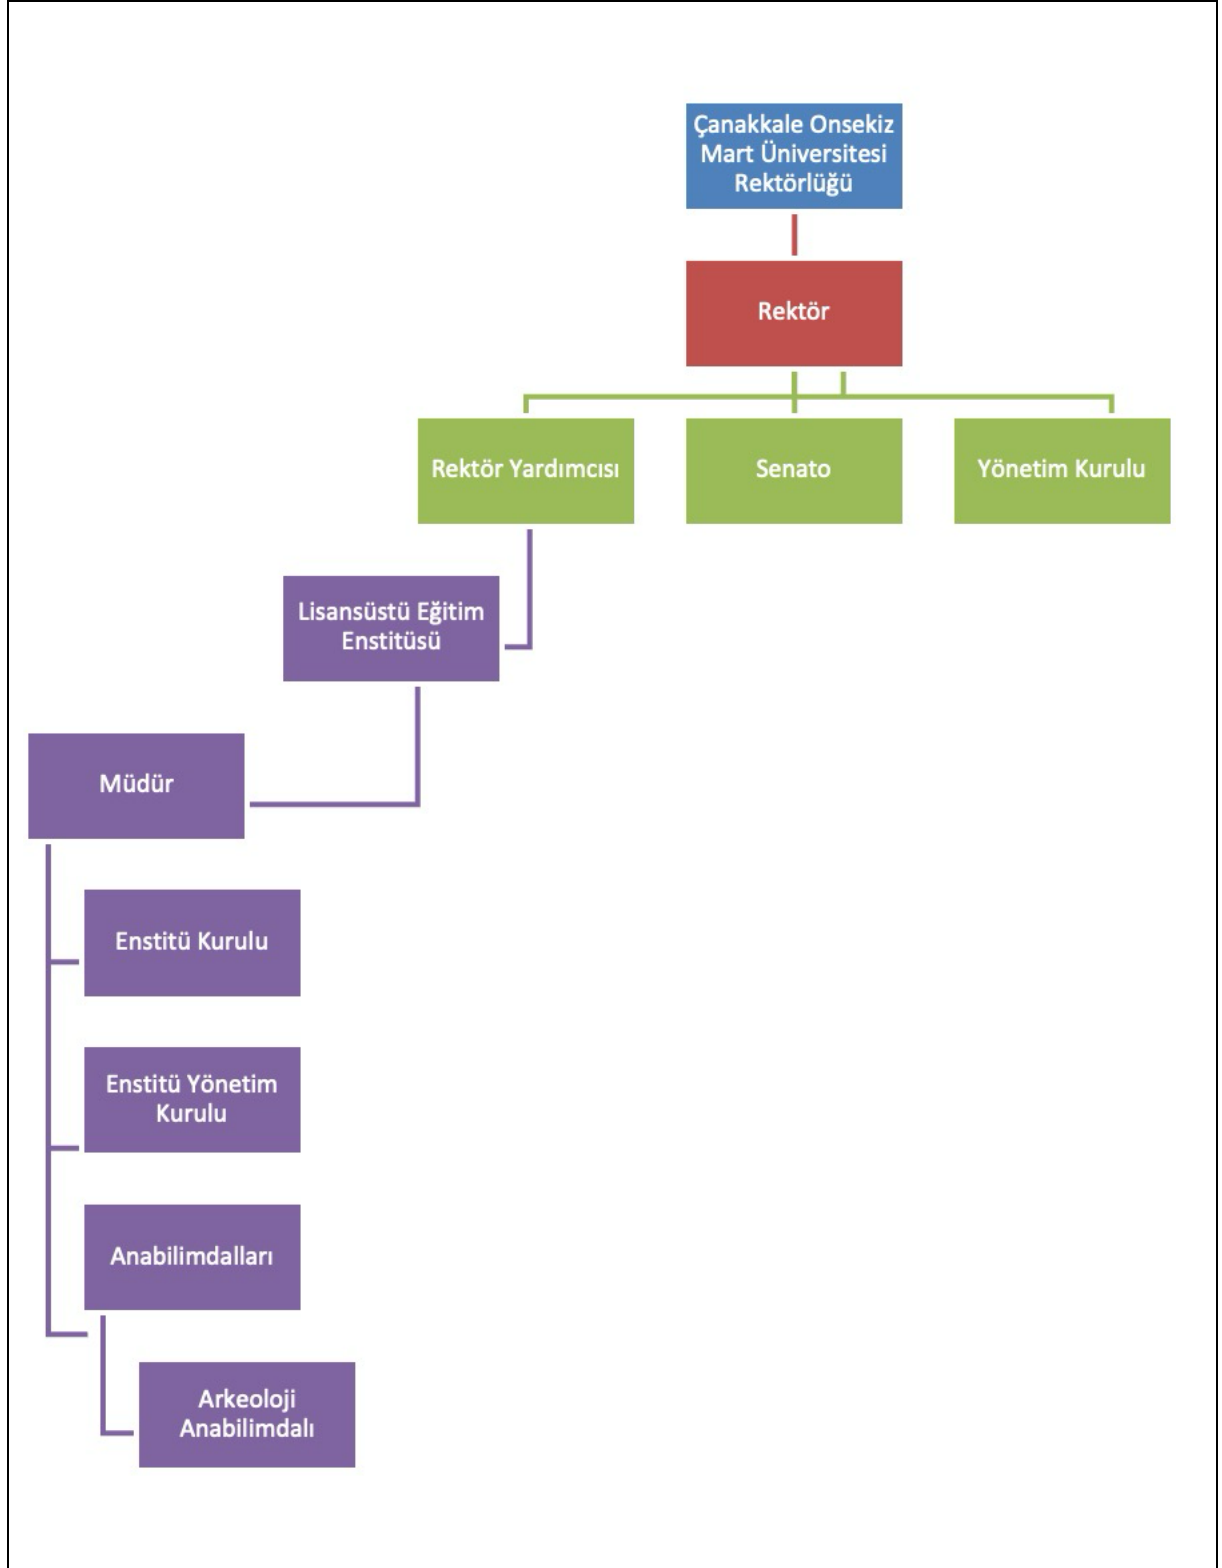 Çanakkale Onsekiz
Mart Üniversitesi
Rektörlüğü
Rektör
Rektör Yardımcısı
Senato
Yönetim Kurulu
Lisansüstü Eğitim
Enstitüsü
Müdür
Enstitü Kurulu
Enstitü Yönetim
Kurulu
Anabilimdalları
Arkeoloji
Anabilimdalı